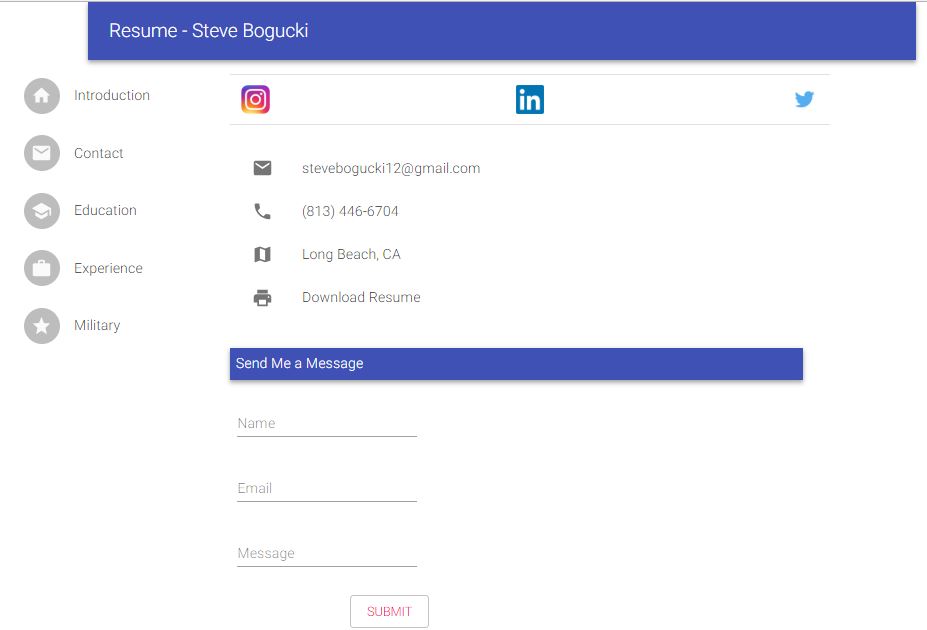 Resume - Steve Bogucki
Introduction
Contact
Education
Experience
Military
in
stevebogucki12@gmail.com
(813) 446-6704
Long Beach, CA
Download Resume
Send Me a Message
Name
Email
Message
SUBMIT